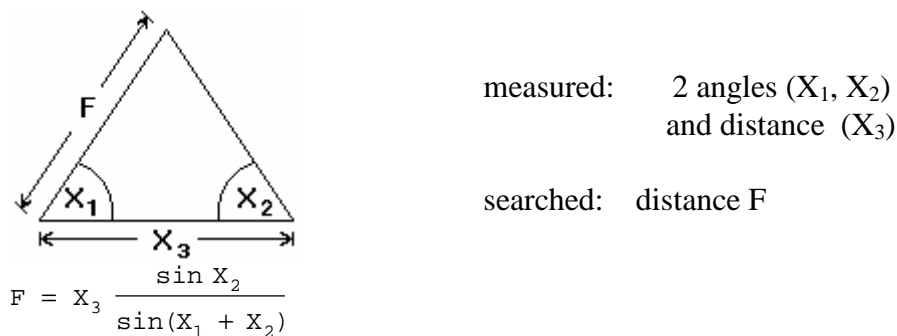 F
X₁
X₂
X₃
F = X₃ sin X₂ / sin(X₁ + X₂)
measured: 2 angles (X₁, X₂)
and distance (X₃)
searched: distance F